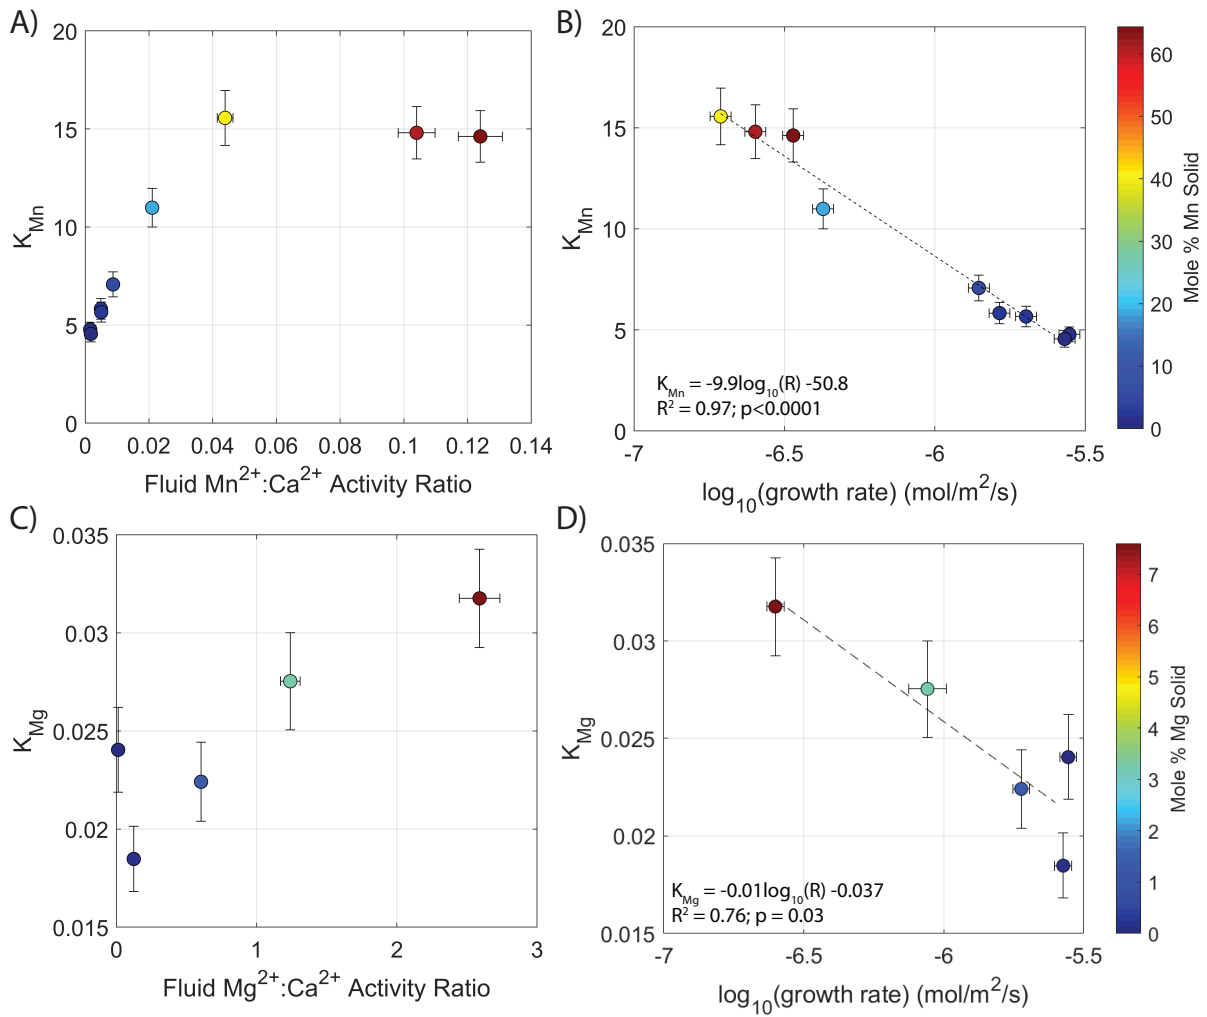 A)
20
15
10
5
0
K_Mn
0 0.02 0.04 0.06 0.08 0.1 0.12 0.14
Fluid Mn²⁺:Ca²⁺ Activity Ratio
B)
20
15
10
5
0
K_Mn
K_Mn = -9.9log₁₀(R) -50.8
R² = 0.97; p<0.0001
-7 -6.5 -6 -5.5
log₁₀(growth rate) (mol/m²/s)
60
50
40
30
20
10
0
Mole % Mn Solid
C)
0.035
0.03
0.025
0.02
0.015
K_Mg
0 1 2 3
Fluid Mg²⁺:Ca²⁺ Activity Ratio
D)
0.035
0.03
0.025
0.02
0.015
K_Mg
K_Mg = -0.01log₁₀(R) -0.037
R² = 0.76; p = 0.03
-7 -6.5 -6 -5.5
log₁₀(growth rate) (mol/m²/s)
7
6
5
4
3
2
1
0
Mole % Mg Solid